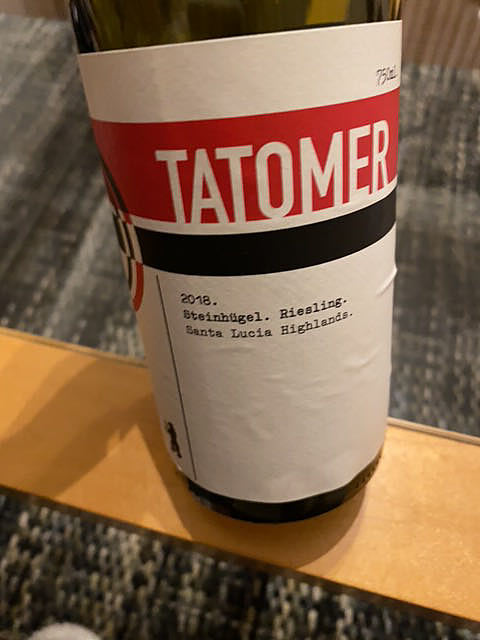 750mL
TATOMER
2018.
Steinhügel. Riesling.
Santa Lucia Highlands.